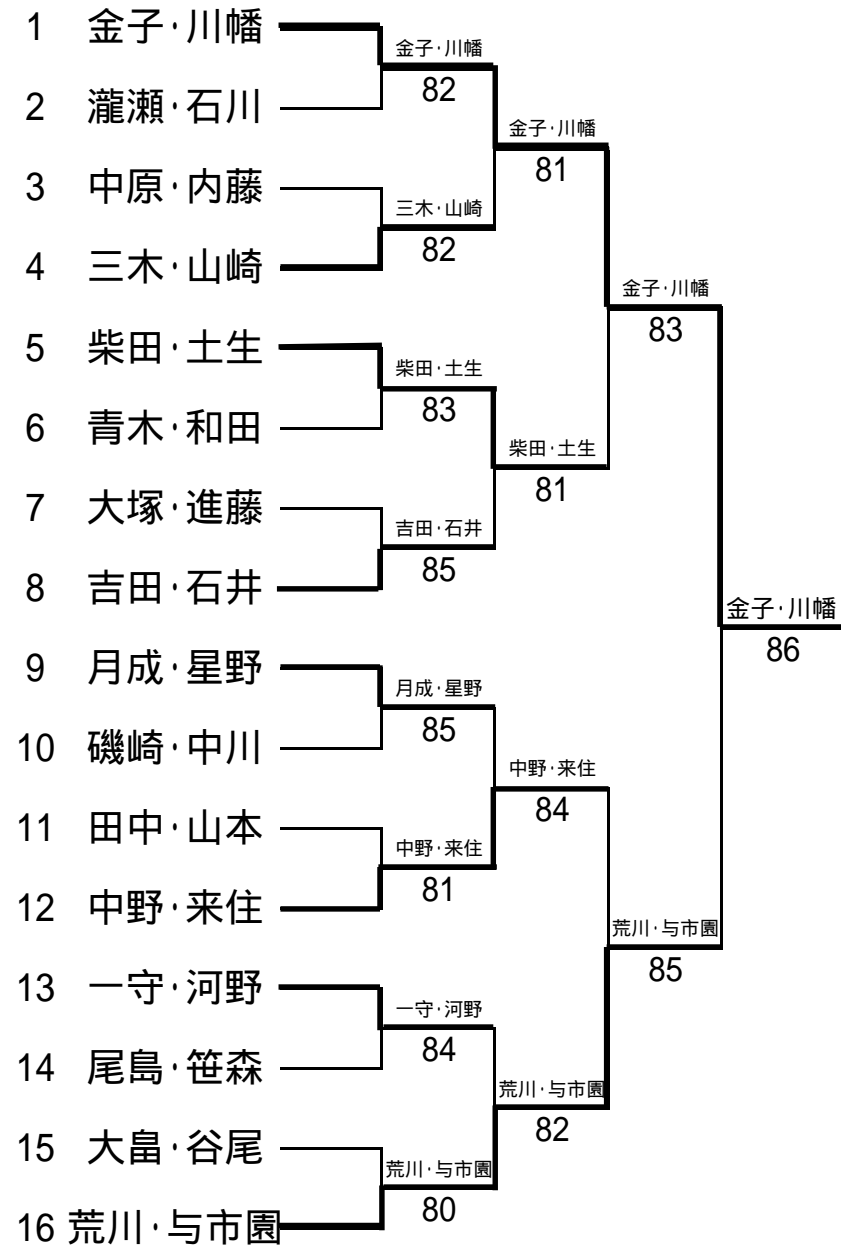 1 金子·川幡
金子·川幡
82
2 瀧瀬·石川
金子·川幡
81
3 中原·内藤
三木·山崎
82
4 三木·山崎
金子·川幡
83
5 柴田·土生
柴田·土生
83
6 青木·和田
柴田·土生
81
7 大塚·進藤
吉田·石井
85
8 吉田·石井
金子·川幡
86
9 月成·星野
月成·星野
85
10 磯崎·中川
中野·来住
84
11 田中·山本
中野·来住
81
12 中野·来住
荒川·与市園
85
13 一守·河野
一守·河野
84
14 尾島·笹森
荒川·与市園
82
15 大畠·谷尾
荒川·与市園
80
16 荒川·与市園